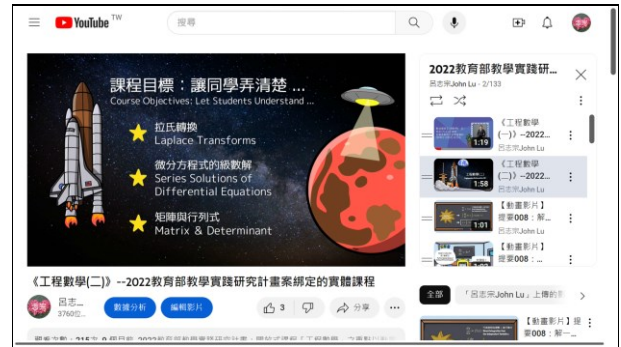 YouTube TW
搜尋
課程目標：讓同學弄清楚 ...
Course Objectives: Let Students Understand ...
拉氏轉換
Laplace Transforms
微分方程式的級數解
Series Solutions of
Differential Equations
矩陣與行列式
Matrix & Determinant
2022教育部教學實踐研...
呂志宗John Lu - 2/133
《工程數學
(一)》--2022...
呂志宗John Lu
1:19
《工程數學
(二)》--2022...
呂志宗John Lu
1:58
【動畫影片】
提要008：解...
呂志宗John Lu
1:01
【動畫影片】
提要008：...
《工程數學(二)》--2022教育部教學實踐研究計畫案綁定的實體課程
呂志...
3760位...
數據分析
編輯影片
3
分享
全部
「呂志宗John Lu」上傳的
【動畫影片】提
要008：解一...